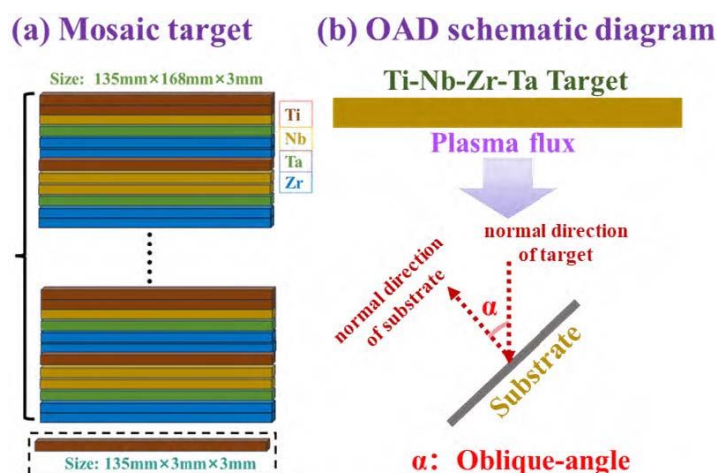 (a) Mosaic target
Size: 135mm×168mm×3mm
Ti
Nb
Ta
Zr
Size: 135mm×3mm×3mm
(b) OAD schematic diagram
Ti-Nb-Zr-Ta Target
Plasma flux
normal direction
of target
normal direction
of substrate
α
Substrate
α: Oblique-angle